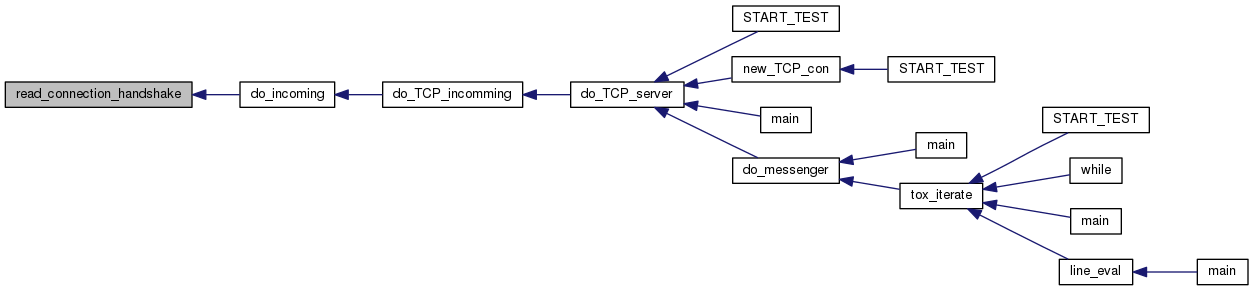 START_TEST
new_TCP_con
START_TEST
read_connection_handshake
do_incoming
do_TCP_incomming
do_TCP_server
main
START_TEST
main
do_messenger
while
tox_iterate
main
line_eval
main